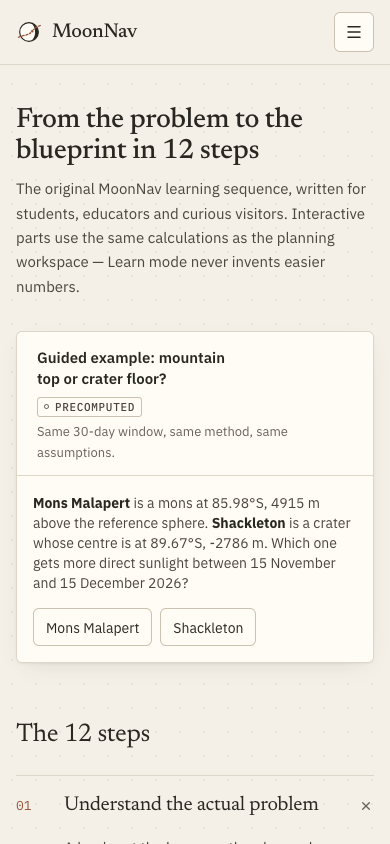 MoonNav
From the problem to the
blueprint in 12 steps
The original MoonNav learning sequence, written for
students, educators and curious visitors. Interactive
parts use the same calculations as the planning
workspace — Learn mode never invents easier
numbers.
Guided example: mountain
top or crater floor?
PRECOMPUTED
Same 30-day window, same method, same
assumptions.
Mons Malapert is a mons at 85.98°S, 4915 m
above the reference sphere. Shackleton is a crater
whose centre is at 89.67°S, -2786 m. Which one
gets more direct sunlight between 15 November
and 15 December 2026?
Mons Malapert Shackleton
The 12 steps
01 Understand the actual problem ×